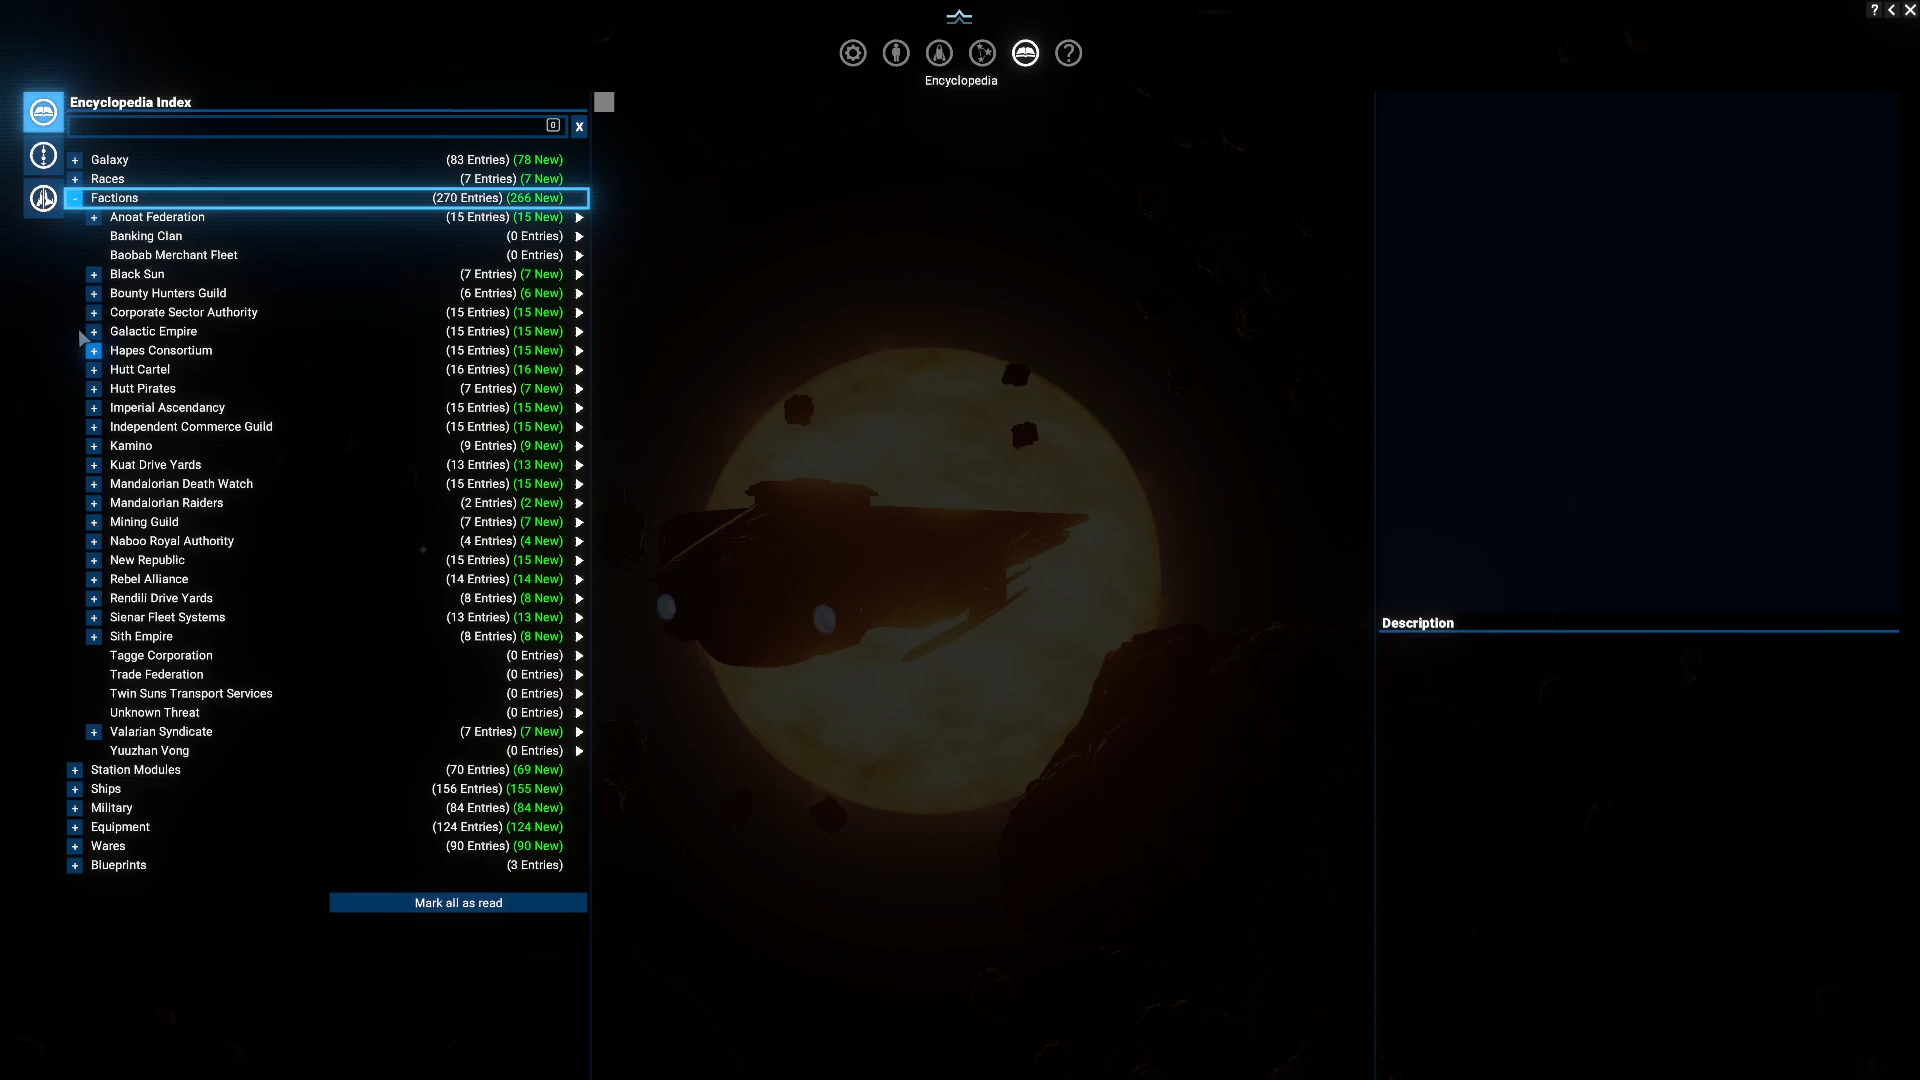 ?
<
X
?
Encyclopedia
Encyclopedia Index
0
x
+ Galaxy (83 Entries) (78 New)
+ Races (7 Entries) (7 New)
- Factions (270 Entries) (266 New)
+ Anoat Federation (15 Entries) (15 New)
Banking Clan (0 Entries)
Baobab Merchant Fleet (0 Entries)
+ Black Sun (7 Entries) (7 New)
+ Bounty Hunters Guild (6 Entries) (6 New)
+ Corporate Sector Authority (15 Entries) (15 New)
+ Galactic Empire (15 Entries) (15 New)
+ Hapes Consortium (15 Entries) (15 New)
+ Hutt Cartel (16 Entries) (16 New)
+ Hutt Pirates (7 Entries) (7 New)
+ Imperial Ascendancy (15 Entries) (15 New)
+ Independent Commerce Guild (15 Entries) (15 New)
+ Kamino (9 Entries) (9 New)
+ Kuat Drive Yards (13 Entries) (13 New)
+ Mandalorian Death Watch (15 Entries) (15 New)
+ Mandalorian Raiders (2 Entries) (2 New)
+ Mining Guild (7 Entries) (7 New)
+ Naboo Royal Authority (4 Entries) (4 New)
+ New Republic (15 Entries) (15 New)
+ Rebel Alliance (14 Entries) (14 New)
+ Rendili Drive Yards (8 Entries) (8 New)
+ Sienar Fleet Systems (13 Entries) (13 New)
+ Sith Empire (8 Entries) (8 New)
Tagge Corporation (0 Entries)
Trade Federation (0 Entries)
Twin Suns Transport Services (0 Entries)
Unknown Threat (0 Entries)
+ Valarian Syndicate (7 Entries) (7 New)
Yuuzhan Vong (0 Entries)
+ Station Modules (70 Entries) (69 New)
+ Ships (156 Entries) (155 New)
+ Military (84 Entries) (84 New)
+ Equipment (124 Entries) (124 New)
+ Wares (90 Entries) (90 New)
+ Blueprints (3 Entries)
Mark all as read
Description